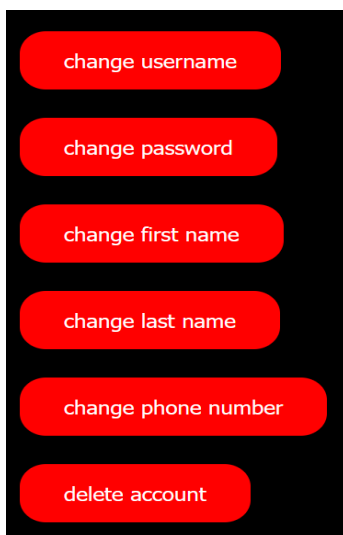 change username
change password
change first name
change last name
change phone number
delete account